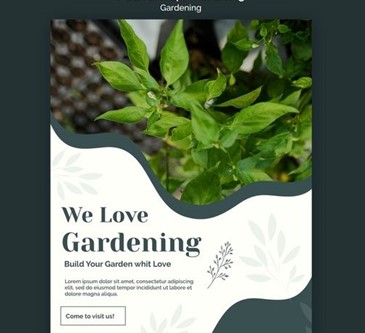 Gardening
We Love
Gardening
Build Your Garden whit Love
Lorem ipsum dolor sit amet, consectetur adipiscing
elit, sed do eiusmod tempor incididunt ut labore et
dolore magna aliqua.
Come to visit us!